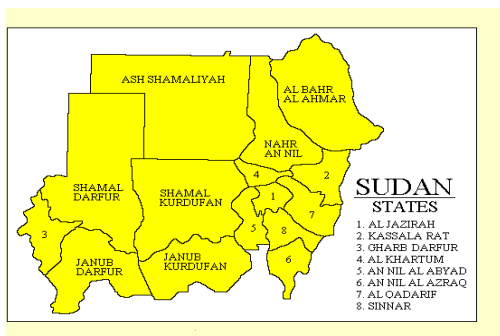 ASH SHAMALIYAH
AL BAHR
AL AHMAR
NAHR
AN NIL
4
2
SHAMAL
DARFUR
SHAMAL
KURDUFAN
1
7
3
5
8
JANUB
DARFUR
JANUB
KURDUFAN
6
SUDAN
STATES
1. AL JAZIRAH
2. KASSALA RAT
3. GHARB DARFUR
4. AL KHARTUM
5. AN NIL AL ABYAD
6. AN NIL AL AZRAQ
7. AL QADARIF
8. SINNAR